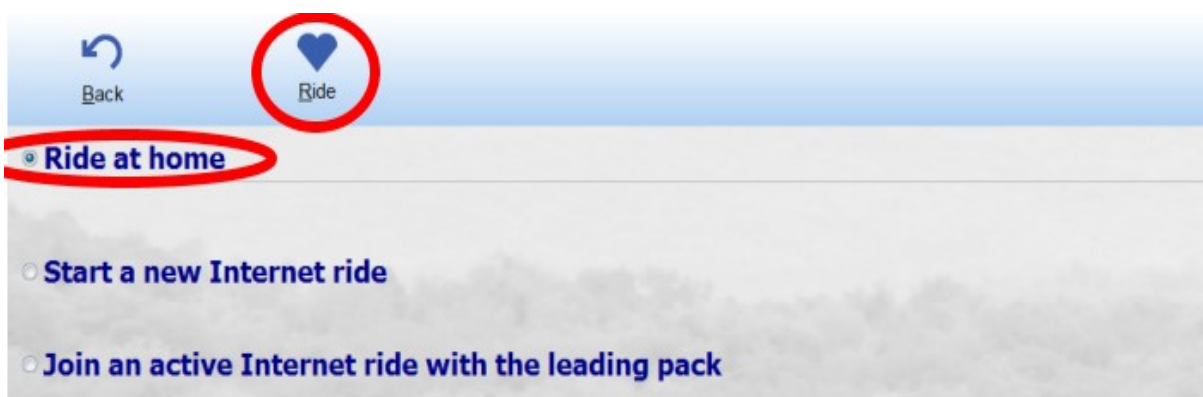 Back
Ride
Ride at home
Start a new Internet ride
Join an active Internet ride with the leading pack